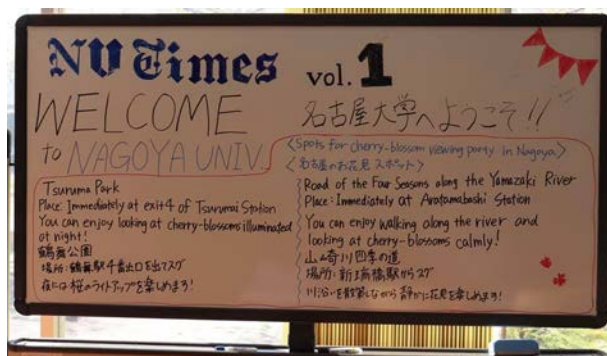 NU Times vol. 1
WELCOME
to NAGOYA UNIV.
名古屋大学へようこそ!!
<Spots for cherry-blossom viewing party in Nagoya>
<名古屋のお花見スポット>
Tsuruma Park
Place: Immediately at exit4 of Tsurumai Station
You can enjoy looking at cherry-blossoms illuminated
at night!
鶴舞公園
場所:鶴舞駅4番出口を出てスグ
夜には桜のライトアップを楽しめます!
Road of the Four Seasons along the Yamazaki River
Place: Immediately at Aratamabashi Station
You can enjoy walking along the river and
looking at cherry-blossoms calmly!
山崎川四季の道
場所:新瑞橋駅からスグ
川沿いを散策しながら静かに花見を楽しめます!